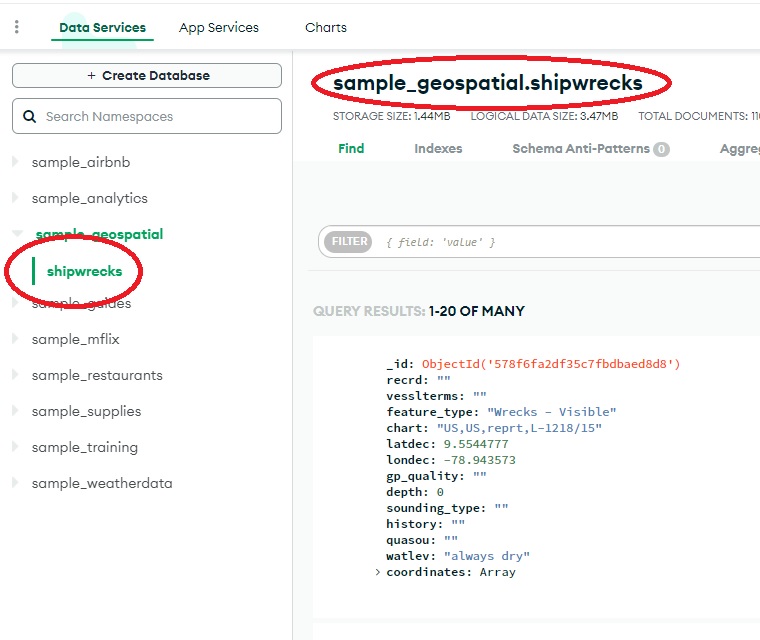 Data Services App Services Charts
+ Create Database
Search Namespaces
sample_airbnb
sample_analytics
sample_geospatial
shipwrecks
sample_guides
sample_mflix
sample_restaurants
sample_supplies
sample_training
sample_weatherdata
sample_geospatial.shipwrecks
STORAGE SIZE: 1.44MB LOGICAL DATA SIZE: 3.47MB TOTAL DOCUMENTS:
Find Indexes Schema Anti-Patterns 0
FILTER { field: 'value' }
QUERY RESULTS: 1-20 OF MANY
_id: ObjectId('578f6fa2df35c7fbdbaed8d8')
recrd: ""
vesslterms: ""
feature_type: "Wrecks - Visible"
chart: "US,US,reprt,L-1218/15"
latdec: 9.5544777
londec: -78.943573
gp_quality: ""
depth: 0
sounding_type: ""
history: ""
quasou: ""
watlev: "always dry"
> coordinates: Array